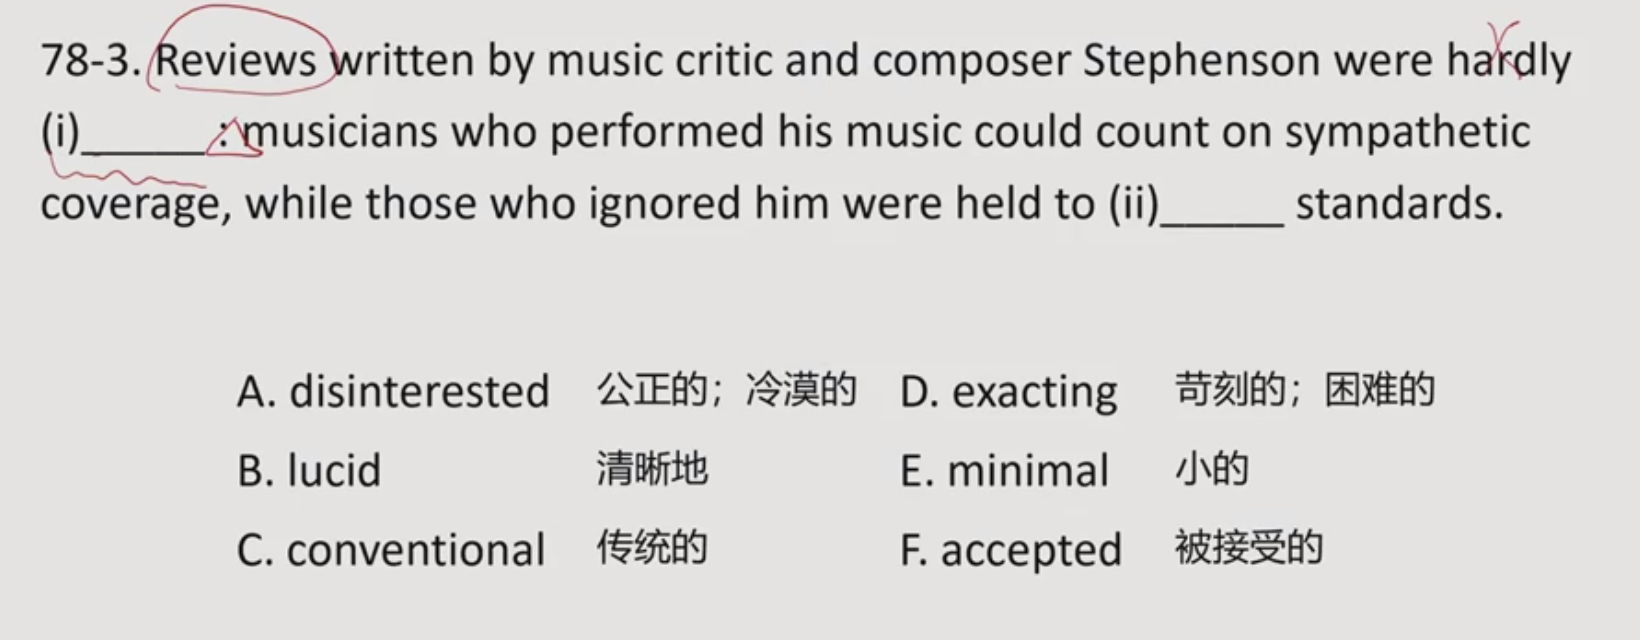 78-3. Reviews written by music critic and composer Stephenson were hardly
(i)______: musicians who performed his music could count on sympathetic
coverage, while those who ignored him were held to (ii)_____ standards.
A. disinterested 公正的；冷漠的 D. exacting 苛刻的；困难的
B. lucid 清晰地 E. minimal 小的
C. conventional 传统的 F. accepted 被接受的